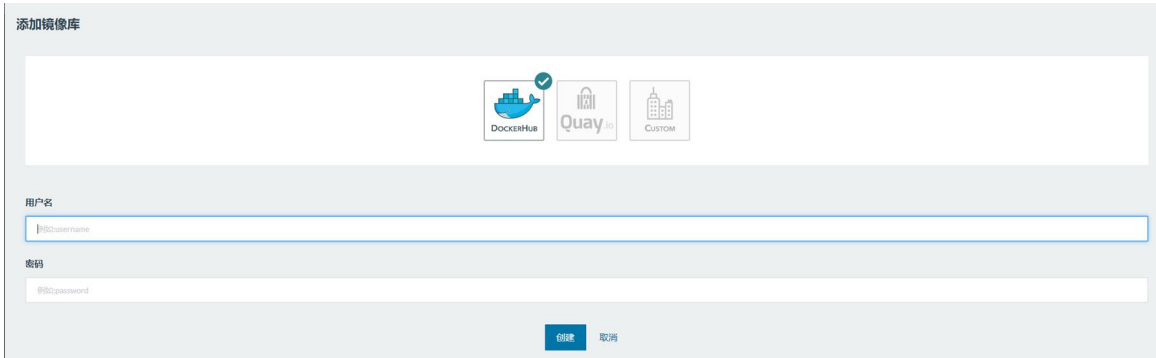 添加镜像库
DOCKERHUB
Quay.io
CUSTOM
用户名
例如:username
密码
例如:password
创建 取消